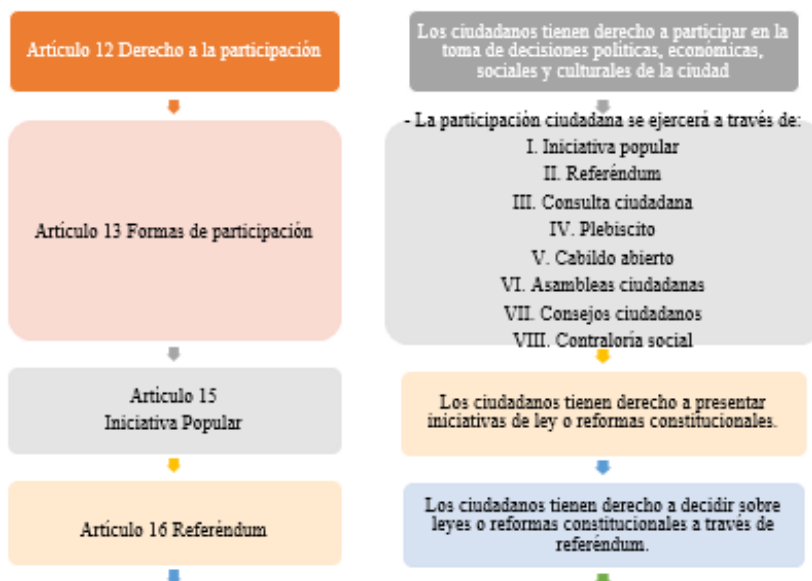 Artículo 12 Derecho a la participación
Los ciudadanos tienen derecho a participar en la
toma de decisiones políticas, económicas,
sociales y culturales de la ciudad
Artículo 13 Formas de participación
- La participación ciudadana se ejercerá a través de:
I. Iniciativa popular
II. Referéndum
III. Consulta ciudadana
IV. Plebiscito
V. Cabildo abierto
VI. Asambleas ciudadanas
VII. Consejos ciudadanos
VIII. Contraloría social
Artículo 15
Iniciativa Popular
Los ciudadanos tienen derecho a presentar
iniciativas de ley o reformas constitucionales.
Artículo 16 Referéndum
Los ciudadanos tienen derecho a decidir sobre
leyes o reformas constitucionales a través de
referéndum.